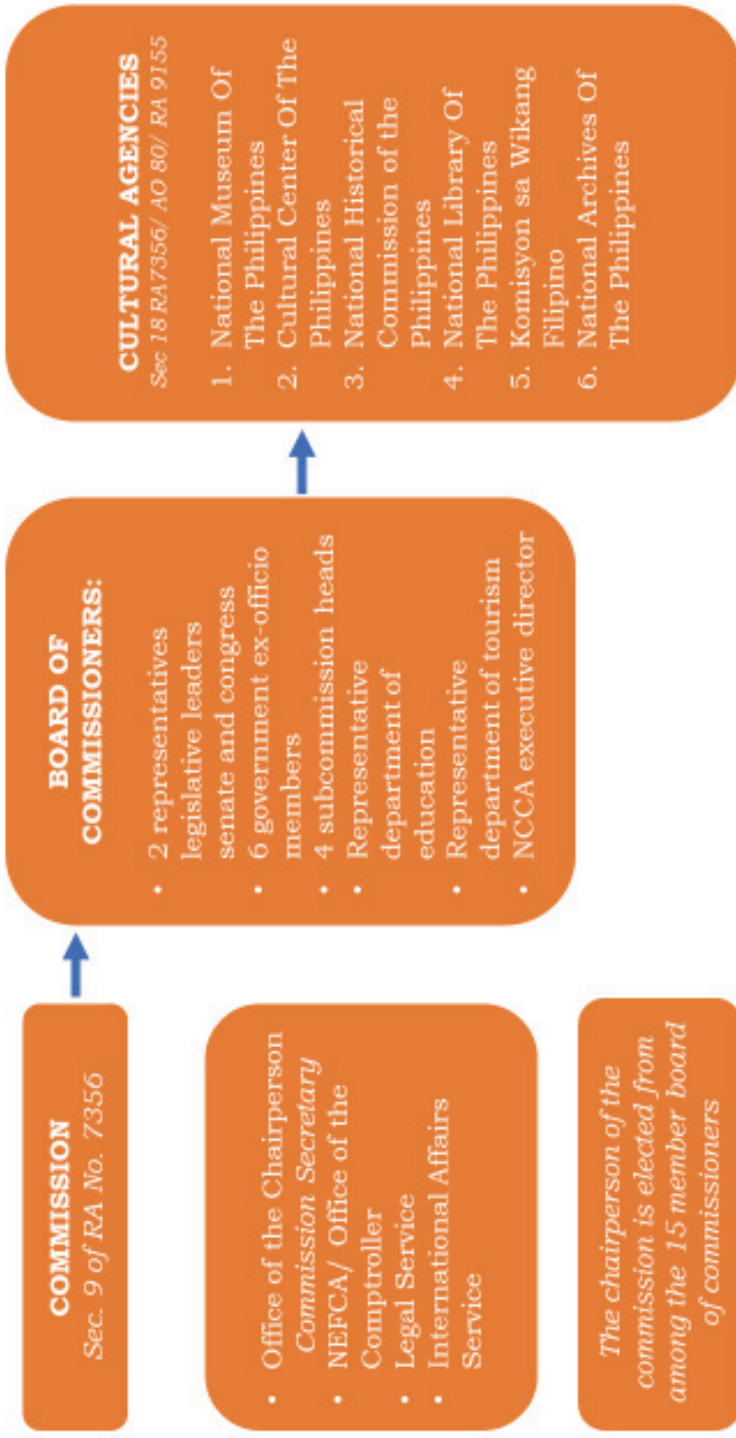 COMMISSION
Sec. 9 of RA No. 7356
• Office of the Chairperson
Commission Secretary
• NEFCA/ Office of the
Comptroller
• Legal Service
• International Affairs
Service
The chairperson of the
commission is elected from
among the 15 member board
of commissioners
BOARD OF
COMMISSIONERS:
• 2 representatives
legislative leaders
senate and congress
• 6 government ex-officio
members
• 4 subcommission heads
• Representative
department of
education
• Representative
department of tourism
• NCCA executive director
CULTURAL AGENCIES
Sec 18 RA7356/ AO 80/ RA 9155
1. National Museum Of
The Philippines
2. Cultural Center Of The
Philippines
3. National Historical
Commission of the
Philippines
4. National Library Of
The Philippines
5. Komisyon sa Wikang
Filipino
6. National Archives Of
The Philippines